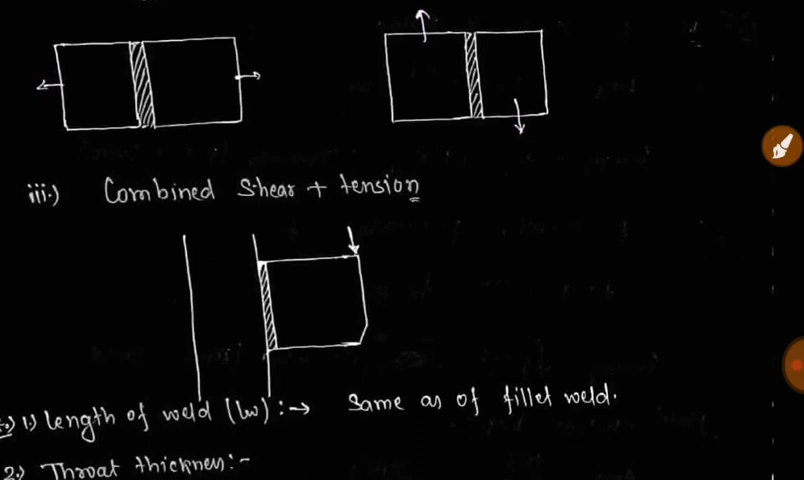 iii.) Combined Shear + tension
1) length of weld (lw) :→ Same as of fillet weld.
2.) Throat thickness:-